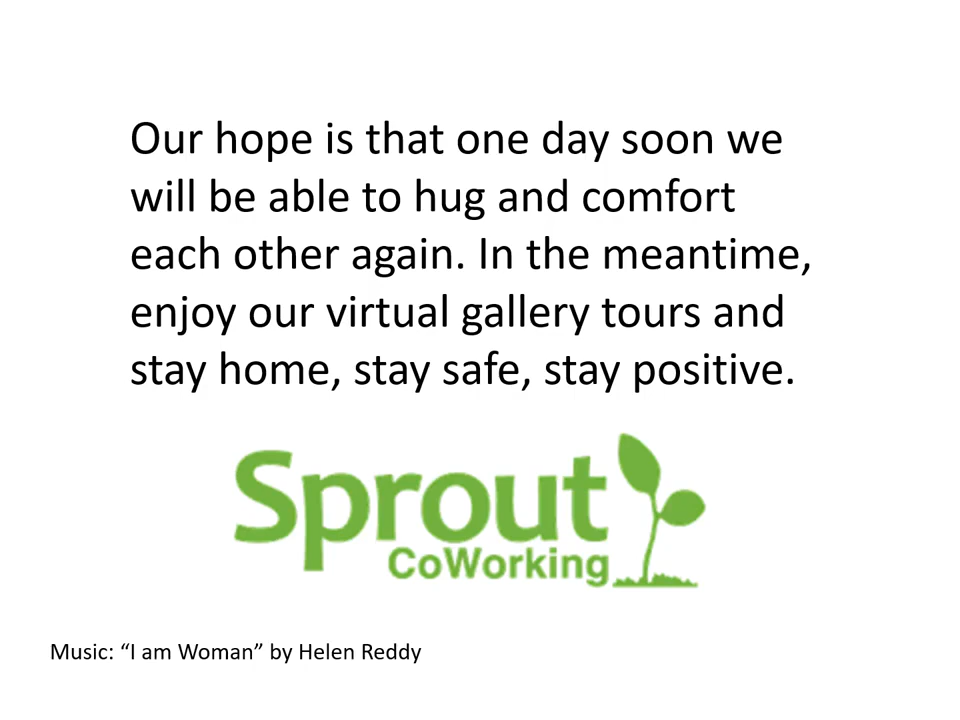 Our hope is that one day soon we
will be able to hug and comfort
each other again. In the meantime,
enjoy our virtual gallery tours and
stay home, stay safe, stay positive.
Sprout
CoWorking
Music: “I am Woman” by Helen Reddy